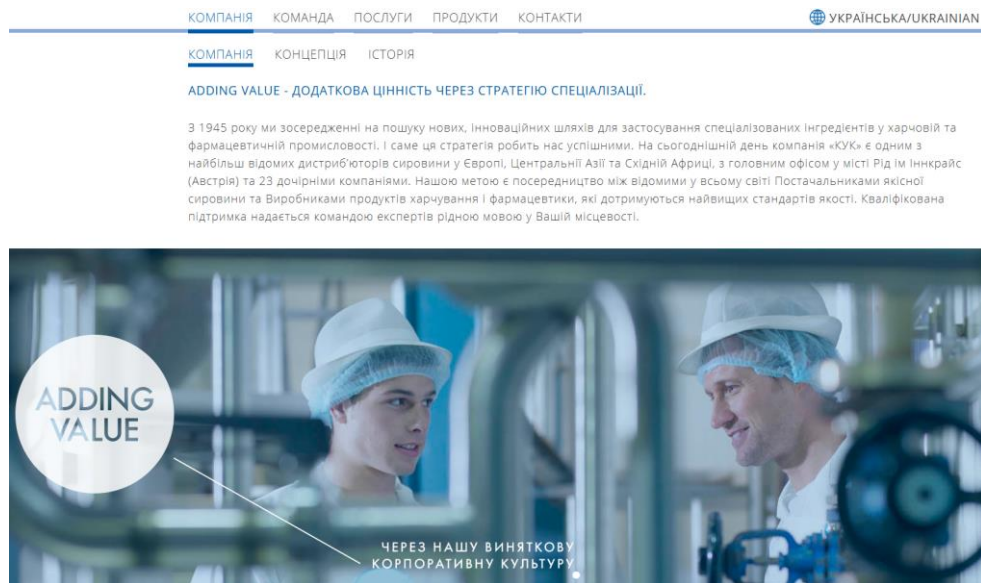 КОМПАНІЯ КОМАНДА ПОСЛУГИ ПРОДУКТИ КОНТАКТИ УКРАЇНСЬКА/UKRAINIAN
КОМПАНІЯ КОНЦЕПЦІЯ ІСТОРІЯ
ADDING VALUE - ДОДАТКОВА ЦІННІСТЬ ЧЕРЕЗ СТРАТЕГІЮ СПЕЦІАЛІЗАЦІЇ.
З 1945 року ми зосередженні на пошуку нових, інноваційних шляхів для застосування спеціалізованих інгредієнтів у харчовій та
фармацевтичній промисловості. І саме ця стратегія робить нас успішними. На сьогоднішній день компанія «КУК» є одним з
найбільш відомих дистриб'юторів сировини у Європі, Центральнії Азії та Східній Африці, з головним офісом у місті Рід ім Іннкрайс
(Австрія) та 23 дочірніми компаніями. Нашою метою є посередництво між відомими у всьому світі Постачальниками якісної
сировини та Виробниками продуктів харчування і фармацевтики, які дотримуються найвищих стандартів якості. Кваліфікована
підтримка надається командою експертів рідною мовою у Вашій місцевості.
ADDING
VALUE
ЧЕРЕЗ НАШУ ВИНЯТКОВУ
КОРПОРАТИВНУ КУЛЬТУРУ